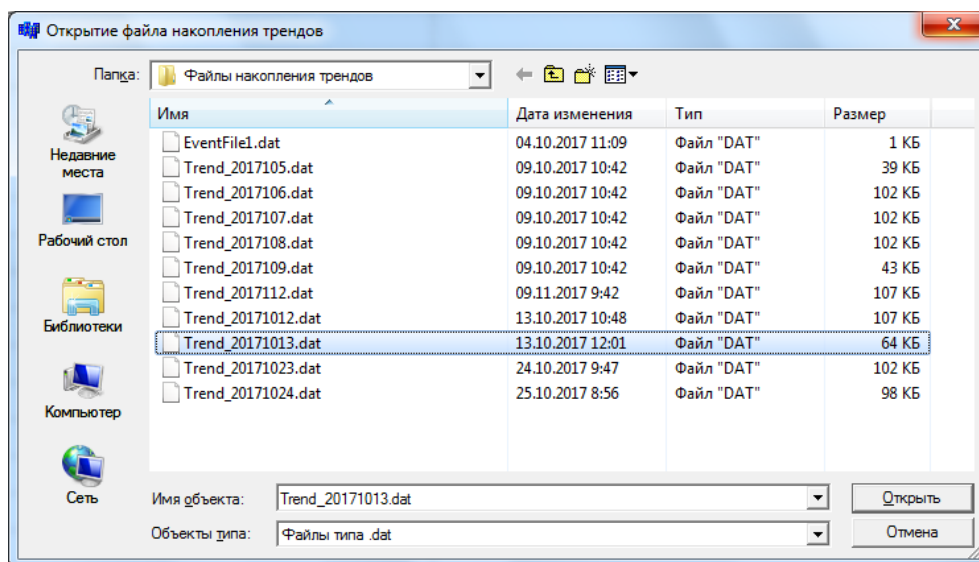 Открытие файла накопления трендов
Папка: Файлы накопления трендов
Имя Дата изменения Тип Размер
EventFile1.dat 04.10.2017 11:09 Файл "DAT" 1 КБ
Trend_2017105.dat 09.10.2017 10:42 Файл "DAT" 39 КБ
Trend_2017106.dat 09.10.2017 10:42 Файл "DAT" 102 КБ
Trend_2017107.dat 09.10.2017 10:42 Файл "DAT" 102 КБ
Trend_2017108.dat 09.10.2017 10:42 Файл "DAT" 102 КБ
Trend_2017109.dat 09.10.2017 10:42 Файл "DAT" 43 КБ
Trend_2017112.dat 09.11.2017 9:42 Файл "DAT" 107 КБ
Trend_20171012.dat 13.10.2017 10:48 Файл "DAT" 107 КБ
Trend_20171013.dat 13.10.2017 12:01 Файл "DAT" 64 КБ
Trend_20171023.dat 24.10.2017 9:47 Файл "DAT" 102 КБ
Trend_20171024.dat 25.10.2017 8:56 Файл "DAT" 98 КБ
Недавние
места
Рабочий стол
Библиотеки
Компьютер
Сеть
Имя объекта: Trend_20171013.dat Открыть
Объекты типа: Файлы типа .dat Отмена